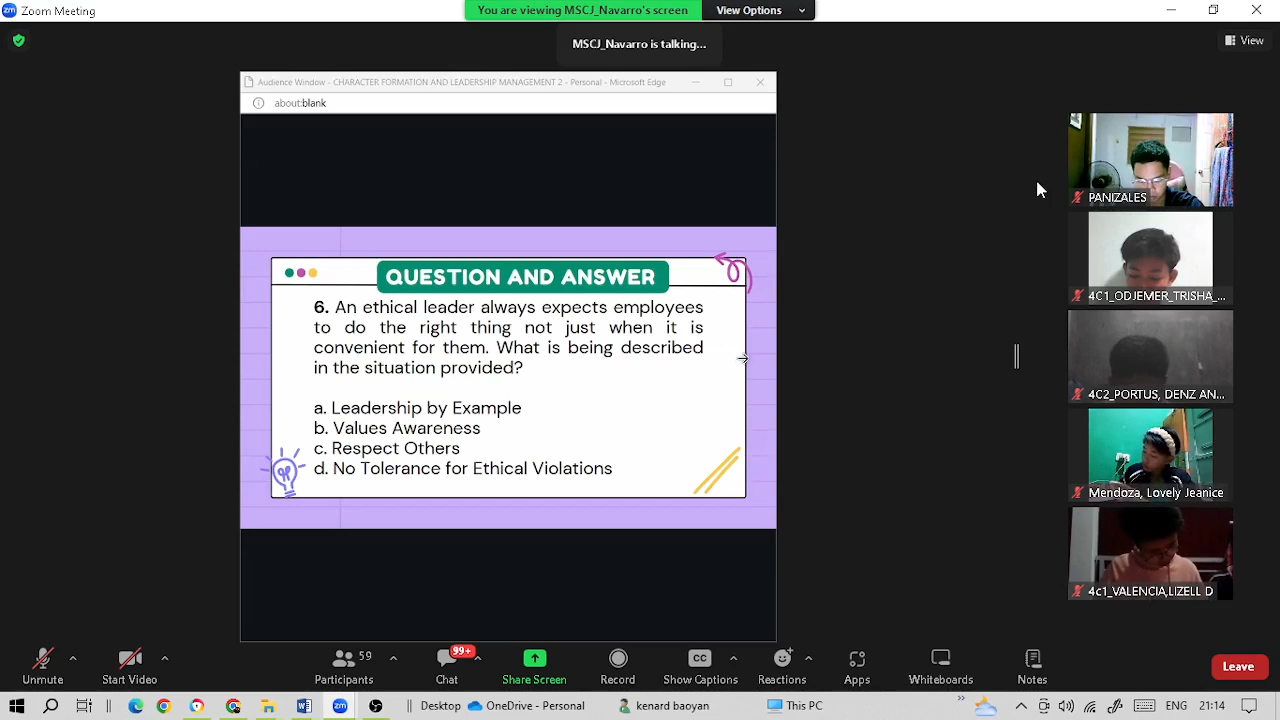 Zoom Meeting
You are viewing MSCJ_Navarro's screen
View Options
MSCJ_Navarro is talking...
View
Audience Window - CHARACTER FORMATION AND LEADERSHIP MANAGEMENT 2 - Personal - Microsoft Edge
about:blank
QUESTION AND ANSWER
6. An ethical leader always expects employees
to do the right thing not just when it is
convenient for them. What is being described
in the situation provided?
a. Leadership by Example
b. Values Awareness
c. Respect Others
d. No Tolerance for Ethical Violations
PANIZALES
4C1_ODJEMER_TRISHA_...
4C2_PORTUS, DENZ AN...
Mendoza, Lovely Jeanice
4c1_VALENCIA,LIZELL D
Unmute
Start Video
59
Participants
99+
Chat
Share Screen
Record
CC
Show Captions
Reactions
Apps
Whiteboards
Notes
Leave
Desktop
OneDrive - Personal
kenard baoyan
This PC
ENG
21:14